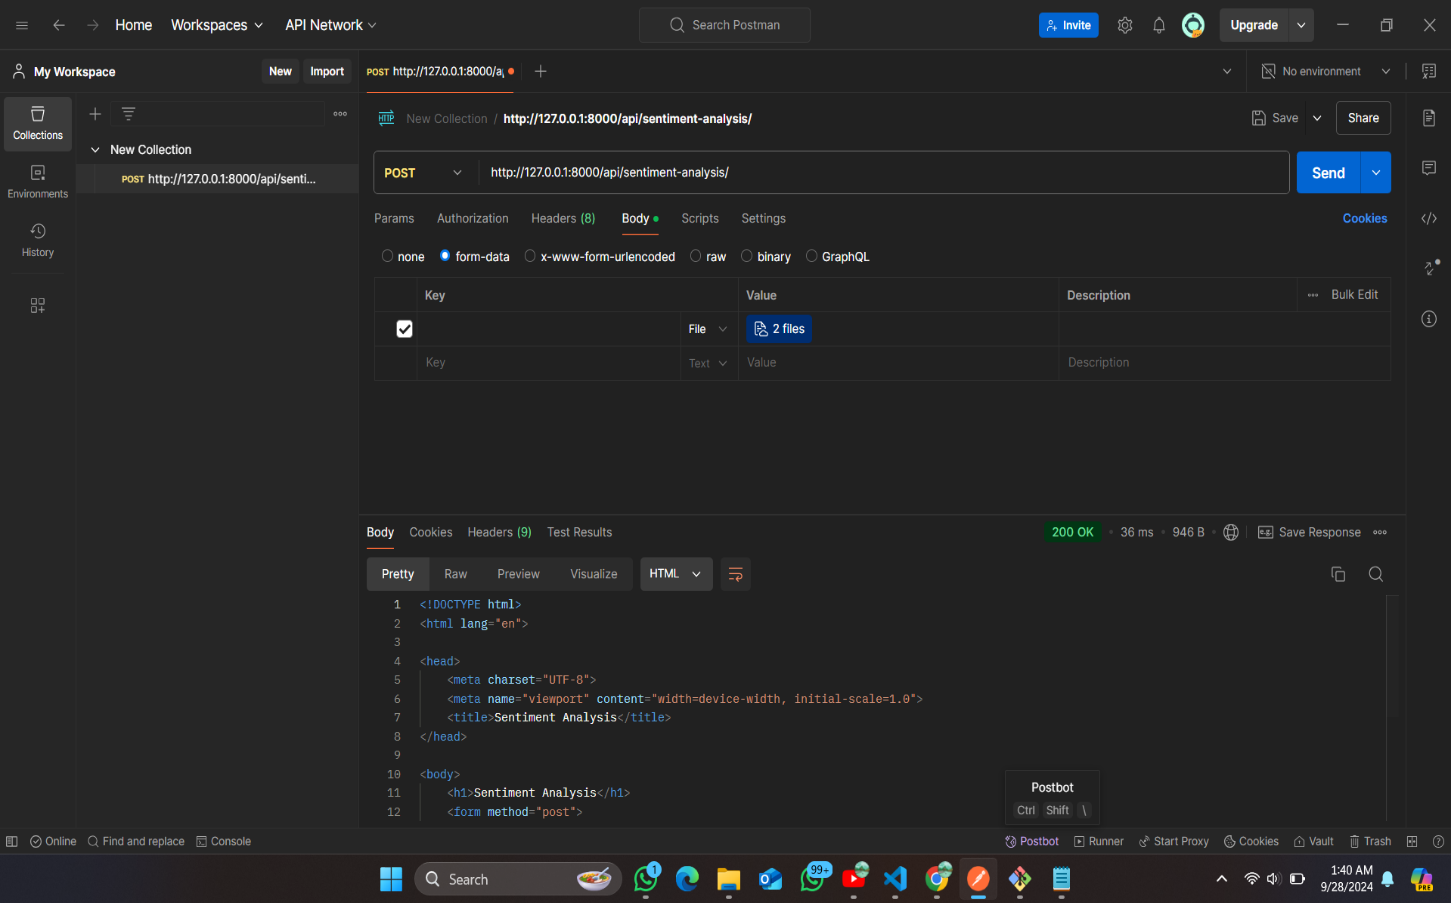 Home
Workspaces
API Network
Search Postman
Invite
Upgrade
My Workspace
New
Import
POST http://127.0.0.1:8000/a
No environment
Collections
Environments
History
New Collection
POST http://127.0.0.1:8000/api/senti...
HTTP New Collection / http://127.0.0.1:8000/api/sentiment-analysis/
Save
Share
POST
http://127.0.0.1:8000/api/sentiment-analysis/
Send
Params
Authorization
Headers (8)
Body
Scripts
Settings
Cookies
none
form-data
x-www-form-urlencoded
raw
binary
GraphQL
Key
Value
Description
Bulk Edit
File
2 files
Key
Text
Value
Description
Body
Cookies
Headers (9)
Test Results
200 OK
36 ms
946 B
e.g.
Save Response
Pretty
Raw
Preview
Visualize
HTML
1 <!DOCTYPE html>
2 <html lang="en">
3
4 <head>
5 <meta charset="UTF-8">
6 <meta name="viewport" content="width=device-width, initial-scale=1.0">
7 <title>Sentiment Analysis</title>
8 </head>
9
10 <body>
11 <h1>Sentiment Analysis</h1>
12 <form method="post">
Postbot
Ctrl Shift \
Online
Find and replace
Console
Postbot
Runner
Start Proxy
Cookies
Vault
Trash
Search
1
99+
1:40 AM
9/28/2024
PRE